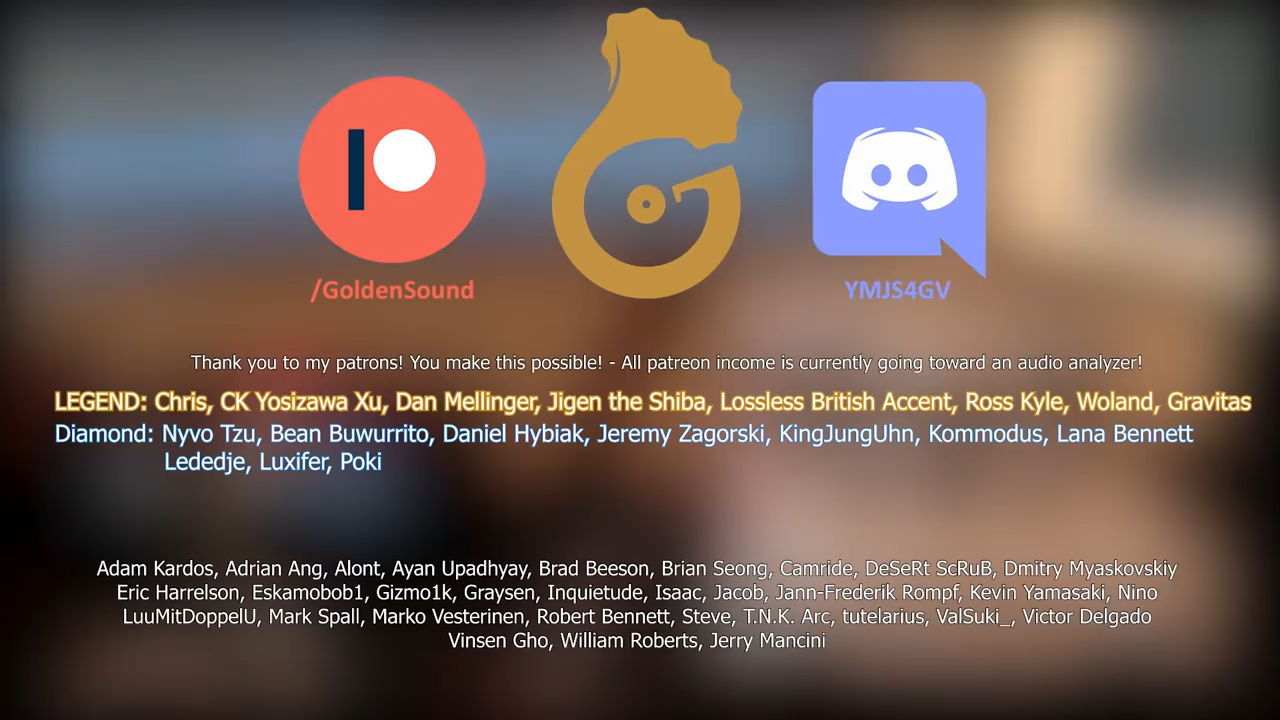 /GoldenSound
YMJS4GV
Thank you to my patrons! You make this possible! - All patreon income is currently going toward an audio analyzer!
LEGEND: Chris, CK Yosizawa Xu, Dan Mellinger, Jigen the Shiba, Lossless British Accent, Ross Kyle, Woland, Gravitas
Diamond: Nyvo Tzu, Bean Buwurrito, Daniel Hybiak, Jeremy Zagorski, KingJungUhn, Kommodus, Lana Bennett
Lededje, Luxifer, Poki
Adam Kardos, Adrian Ang, Alont, Ayan Upadhyay, Brad Beeson, Brian Seong, Camride, DeSeRt ScRuB, Dmitry Myaskovskiy
Eric Harrelson, Eskamobob1, Gizmo1k, Graysen, Inquietude, Isaac, Jacob, Jann-Frederik Rompf, Kevin Yamasaki, Nino
LuuMitDoppelU, Mark Spall, Marko Vesterinen, Robert Bennett, Steve, T.N.K. Arc, tutelarius, ValSuki_, Victor Delgado
Vinsen Gho, William Roberts, Jerry Mancini